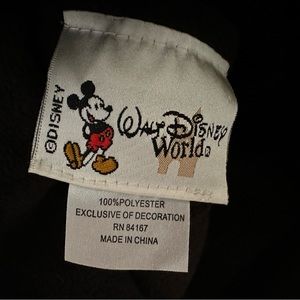 ©DISNEY
Walt Disney
World
100%POLYESTER
EXCLUSIVE OF DECORATION
RN 84167
MADE IN CHINA